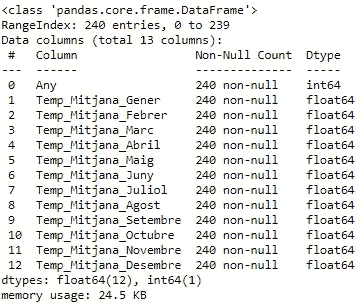 <class 'pandas.core.frame.DataFrame'>
RangeIndex: 240 entries, 0 to 239
Data columns (total 13 columns):
 #   Column                Non-Null Count  Dtype
---  ------                --------------  -----
 0   Any                   240 non-null    int64
 1   Temp_Mitjana_Gener    240 non-null    float64
 2   Temp_Mitjana_Febrer   240 non-null    float64
 3   Temp_Mitjana_Marc     240 non-null    float64
 4   Temp_Mitjana_Abril    240 non-null    float64
 5   Temp_Mitjana_Maig     240 non-null    float64
 6   Temp_Mitjana_Juny     240 non-null    float64
 7   Temp_Mitjana_Juliol   240 non-null    float64
 8   Temp_Mitjana_Agost    240 non-null    float64
 9   Temp_Mitjana_Setembre 240 non-null    float64
 10  Temp_Mitjana_Octubre  240 non-null    float64
 11  Temp_Mitjana_Novembre 240 non-null    float64
 12  Temp_Mitjana_Desembre 240 non-null    float64
dtypes: float64(12), int64(1)
memory usage: 24.5 KB